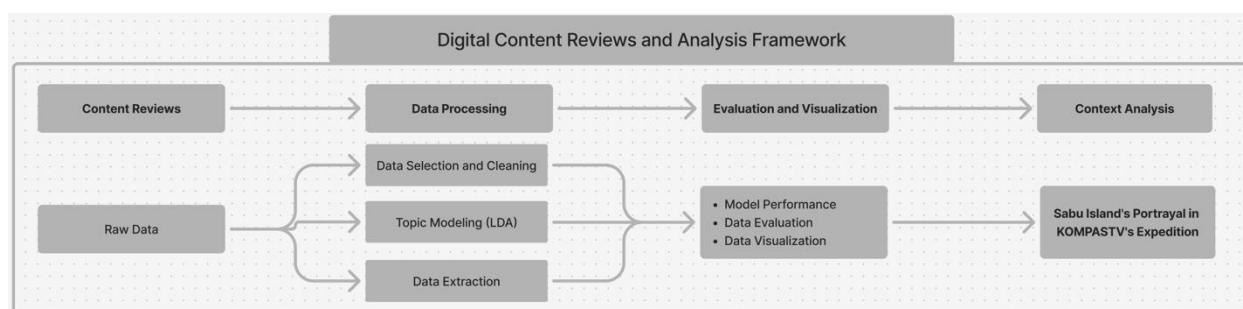 Digital Content Reviews and Analysis Framework
Content Reviews
Data Processing
Evaluation and Visualization
Context Analysis
Raw Data
Data Selection and Cleaning
Topic Modeling (LDA)
Data Extraction
• Model Performance
• Data Evaluation
• Data Visualization
Sabu Island's Portrayal in
KOMPASTV's Expedition